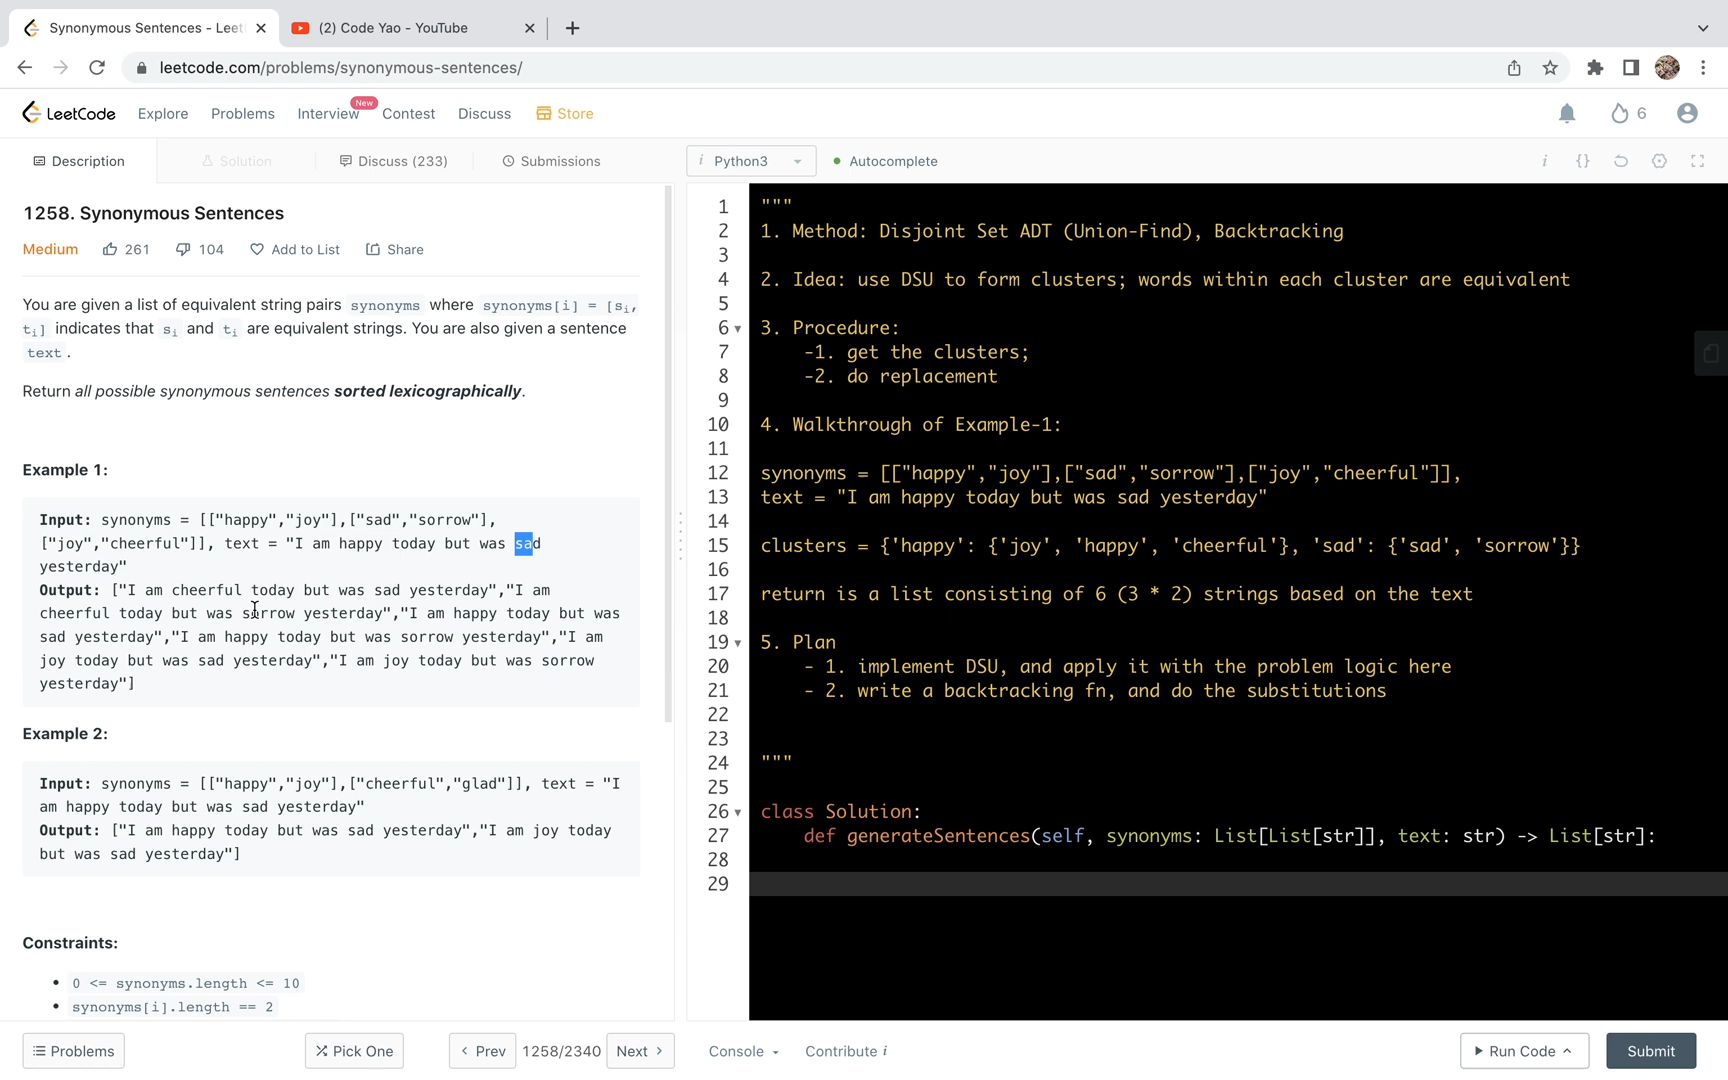 Synonymous Sentences - Leet
(2) Code Yao - YouTube
leetcode.com/problems/synonymous-sentences/
LeetCode
Explore
Problems
Interview
New
Contest
Discuss
Store
6
Description
Solution
Discuss (233)
Submissions
i Python3
Autocomplete
1258. Synonymous Sentences
Medium
261
104
Add to List
Share
You are given a list of equivalent string pairs synonyms where synonyms[i] = [si,
ti] indicates that si and ti are equivalent strings. You are also given a sentence
text .
Return all possible synonymous sentences sorted lexicographically.
Example 1:
Input: synonyms = [["happy","joy"],["sad","sorrow"],
["joy","cheerful"]], text = "I am happy today but was sad
yesterday"
Output: ["I am cheerful today but was sad yesterday","I am
cheerful today but was sorrow yesterday","I am happy today but was
sad yesterday","I am happy today but was sorrow yesterday","I am
joy today but was sad yesterday","I am joy today but was sorrow
yesterday"]
Example 2:
Input: synonyms = [["happy","joy"],["cheerful","glad"]], text = "I
am happy today but was sad yesterday"
Output: ["I am happy today but was sad yesterday","I am joy today
but was sad yesterday"]
Constraints:
• 0 <= synonyms.length <= 10
• synonyms[i].length == 2
1 """
2 1. Method: Disjoint Set ADT (Union-Find), Backtracking
3
4 2. Idea: use DSU to form clusters; words within each cluster are equivalent
5
6 3. Procedure:
7 -1. get the clusters;
8 -2. do replacement
9
10 4. Walkthrough of Example-1:
11
12 synonyms = [["happy","joy"],["sad","sorrow"],["joy","cheerful"]],
13 text = "I am happy today but was sad yesterday"
14
15 clusters = {'happy': {'joy', 'happy', 'cheerful'}, 'sad': {'sad', 'sorrow'}}
16
17 return is a list consisting of 6 (3 * 2) strings based on the text
18
19 5. Plan
20 - 1. implement DSU, and apply it with the problem logic here
21 - 2. write a backtracking fn, and do the substitutions
22
23
24 """
25
26 class Solution:
27 def generateSentences(self, synonyms: List[List[str]], text: str) -> List[str]:
28
29
Problems
Pick One
Prev
1258/2340
Next
Console
Contribute i
Run Code
Submit